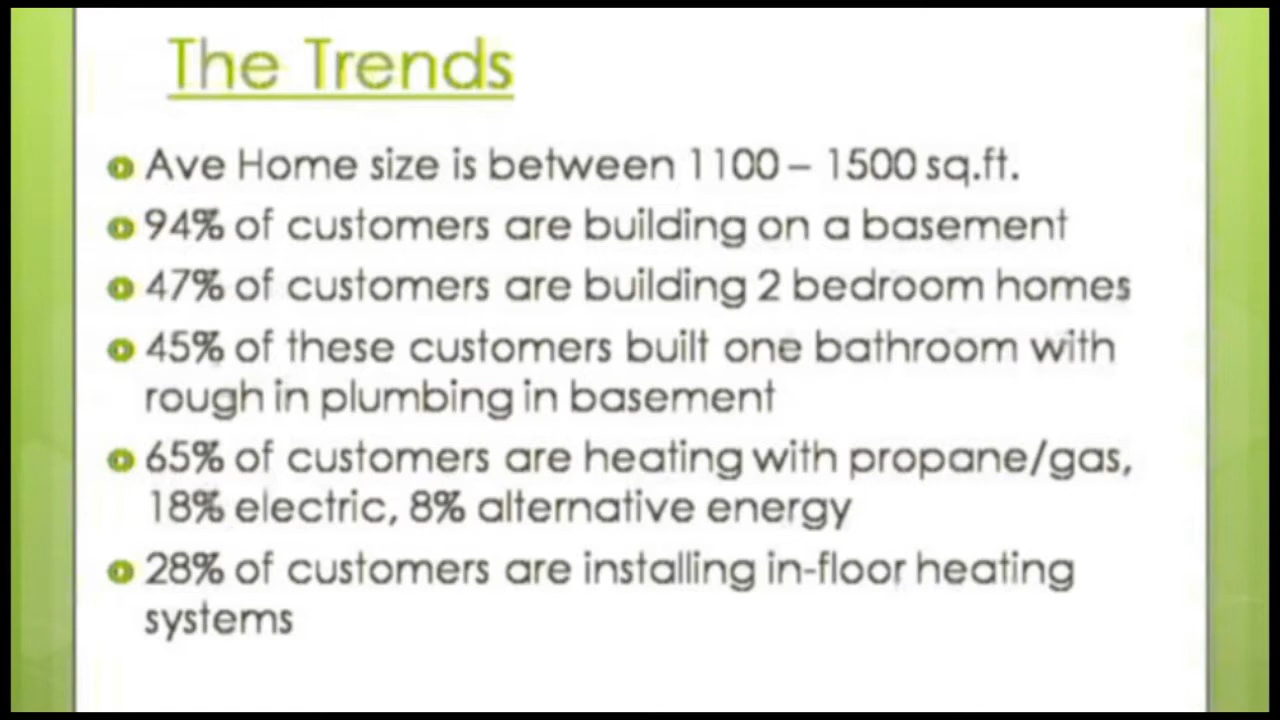 The Trends
Ave Home size is between 1100 – 1500 sq.ft.
94% of customers are building on a basement
47% of customers are building 2 bedroom homes
45% of these customers built one bathroom with
rough in plumbing in basement
65% of customers are heating with propane/gas,
18% electric, 8% alternative energy
28% of customers are installing in-floor heating
systems